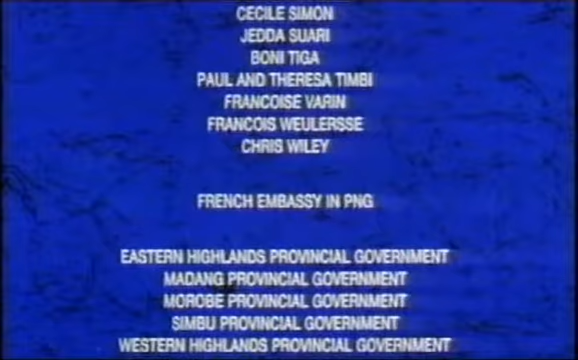 CECILE SIMON
JEDDA SUARI
BONI TIGA
PAUL AND THERESA TIMBI
FRANCOISE VARIN
FRANCOIS WEULERSSE
CHRIS WILEY
FRENCH EMBASSY IN PNG
EASTERN HIGHLANDS PROVINCIAL GOVERNMENT
MADANG PROVINCIAL GOVERNMENT
MOROBE PROVINCIAL GOVERNMENT
SIMBU PROVINCIAL GOVERNMENT
WESTERN HIGHLANDS PROVINCIAL GOVERNMENT